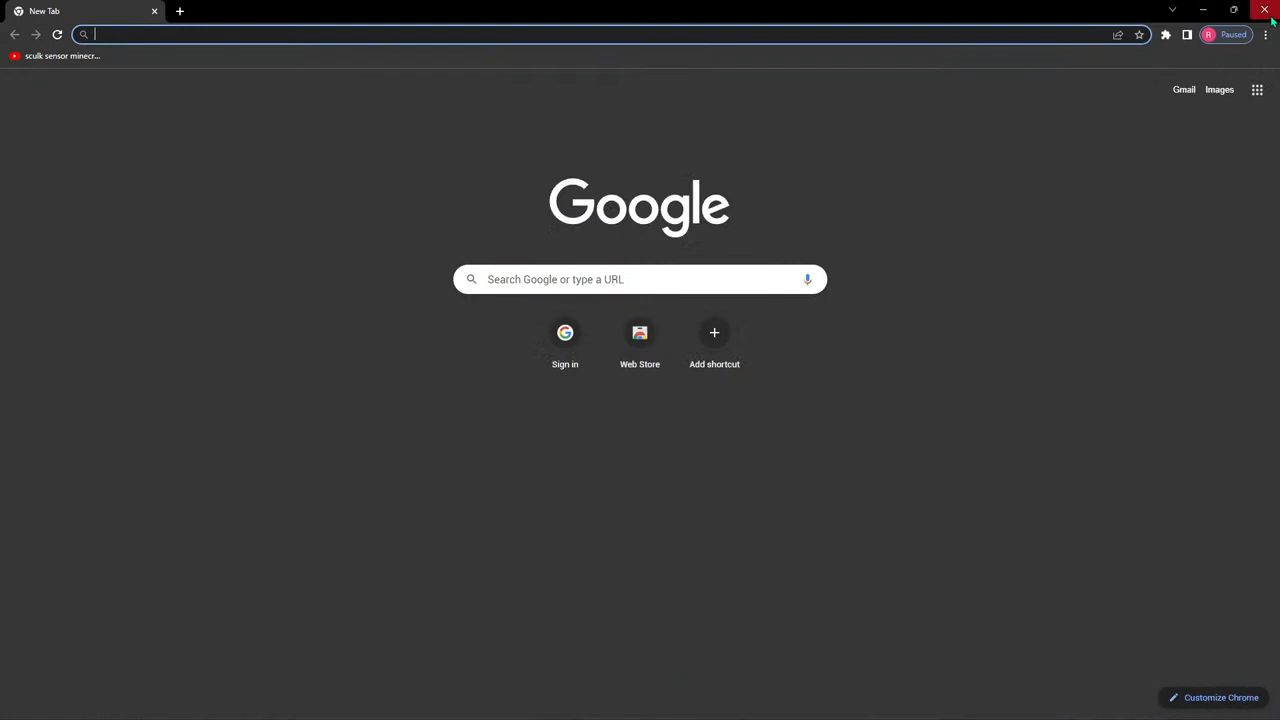 New Tab
R Paused
sculk sensor minecr...
Gmail Images
Google
Search Google or type a URL
Sign in Web Store Add shortcut
Customize Chrome